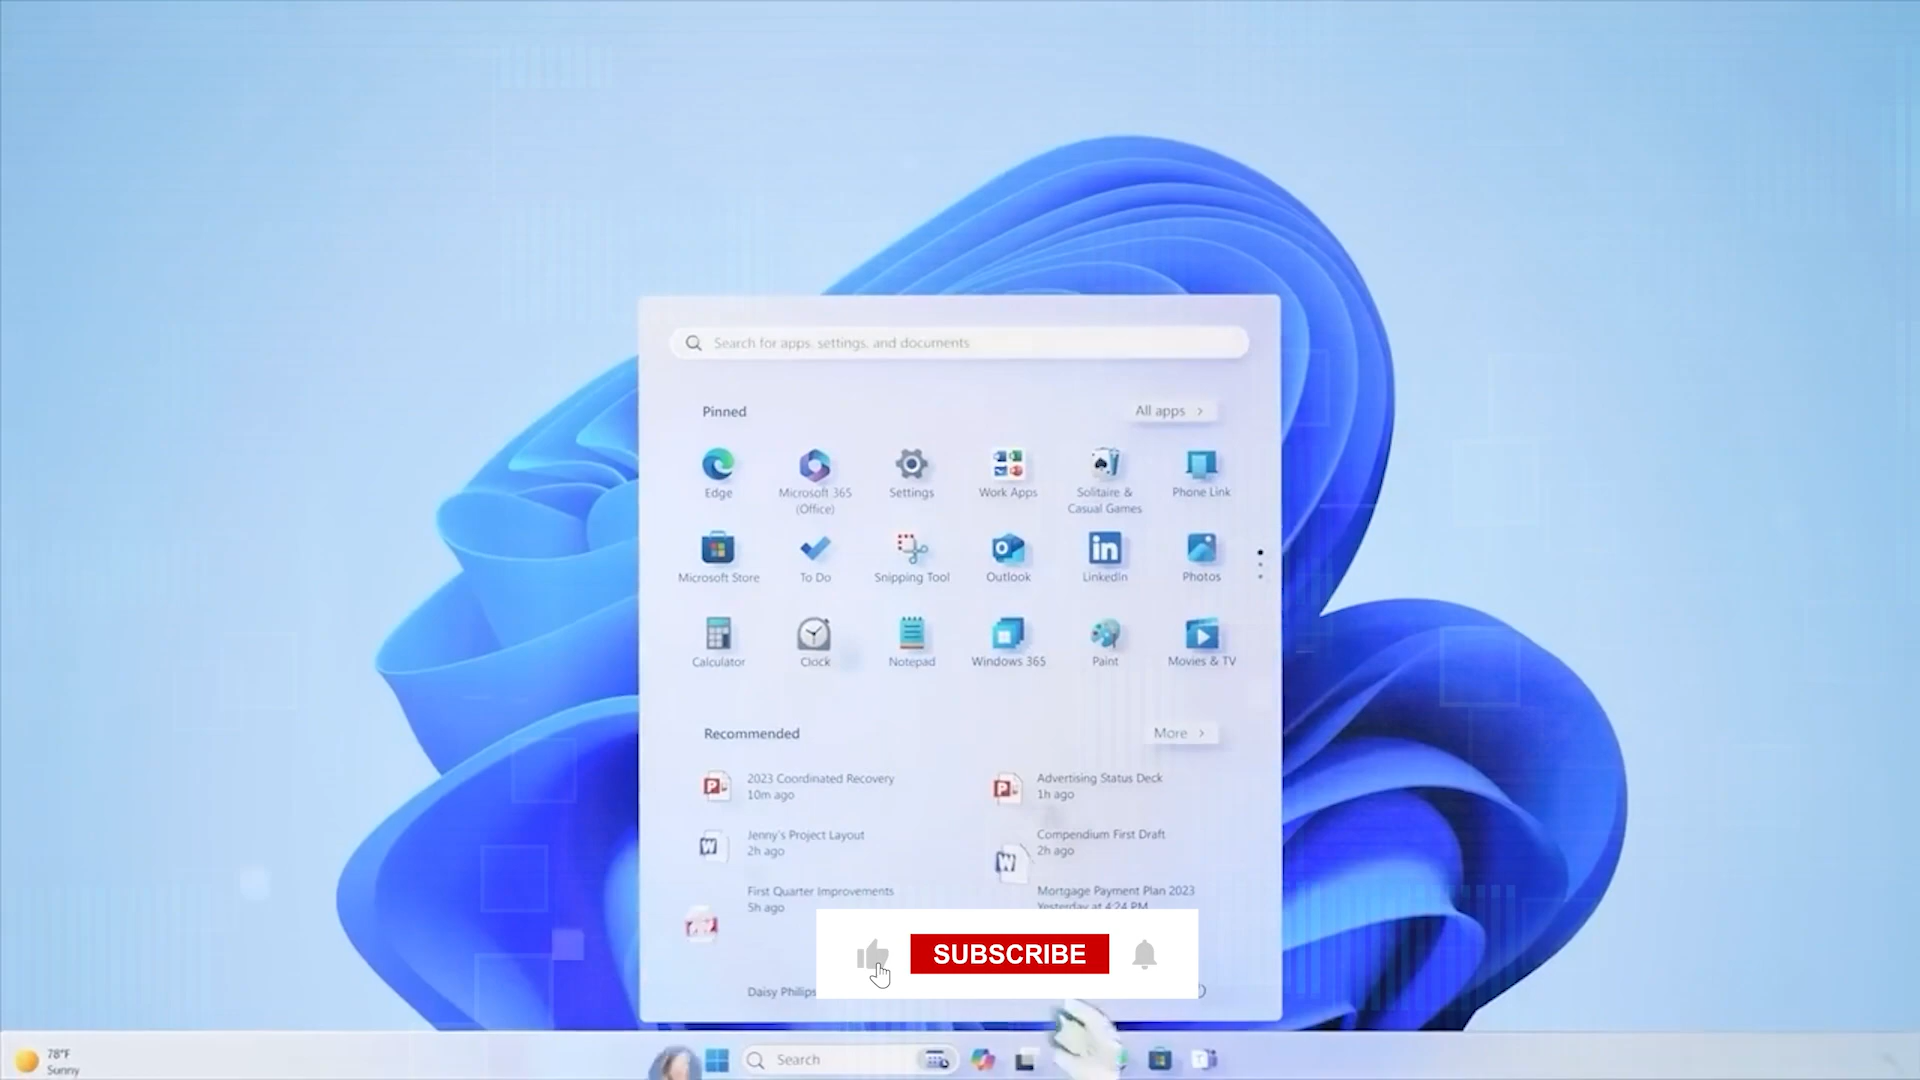 Search for apps, settings, and documents
Pinned
All apps
Edge
Microsoft 365
(Office)
Settings
Work Apps
Solitaire &
Casual Games
Phone Link
Microsoft Store
To Do
Snipping Tool
Outlook
LinkedIn
Photos
Calculator
Clock
Notepad
Windows 365
Paint
Movies & TV
Recommended
More
2023 Coordinated Recovery
10m ago
Advertising Status Deck
1h ago
Jenny's Project Layout
2h ago
Compendium First Draft
2h ago
First Quarter Improvements
5h ago
Mortgage Payment Plan 2023
Yesterday at 4:24 PM
SUBSCRIBE
Daisy Philips
78°F
Sunny
Search